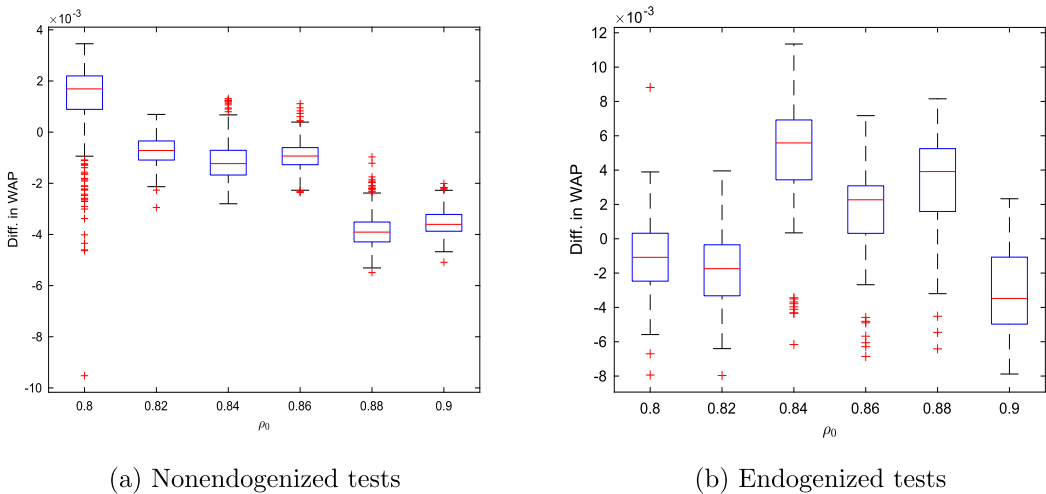 ×10⁻³
4
2
0
-2
-4
-6
-8
-10
Diff. in WAP
0.8 0.82 0.84 0.86 0.88 0.9
ρ₀
(a) Nonendogenized tests
×10⁻³
12
10
8
6
4
2
0
-2
-4
-6
-8
Diff. in WAP
0.8 0.82 0.84 0.86 0.88 0.9
ρ₀
(b) Endogenized tests